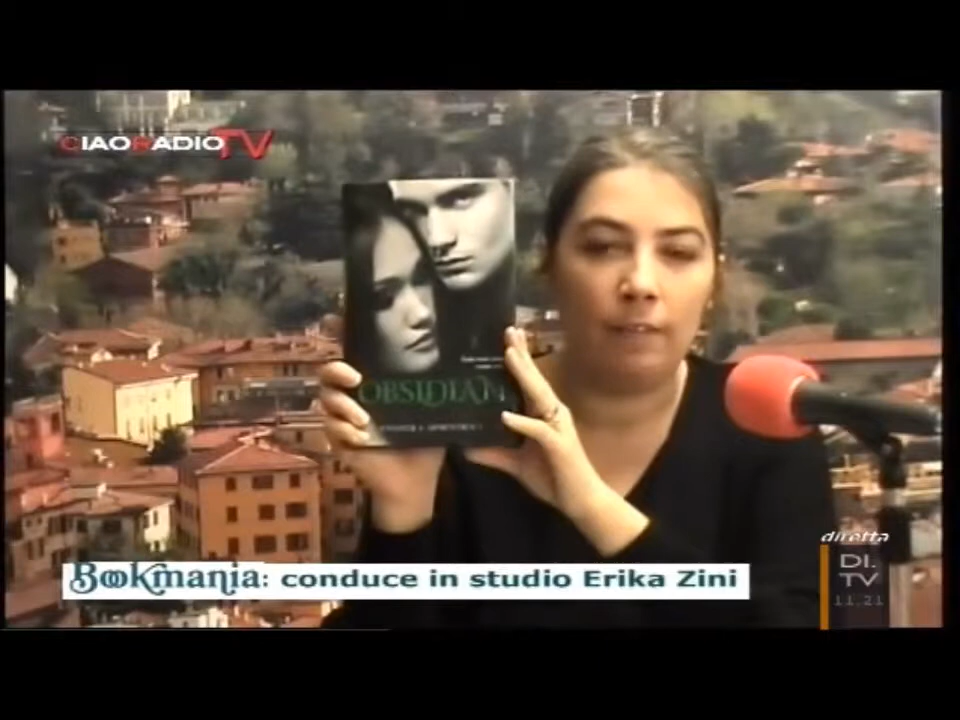 CIAORADIOTV
OBSIDIAN
Bookmania: conduce in studio Erika Zini
diretta
DI.
TV
11.21